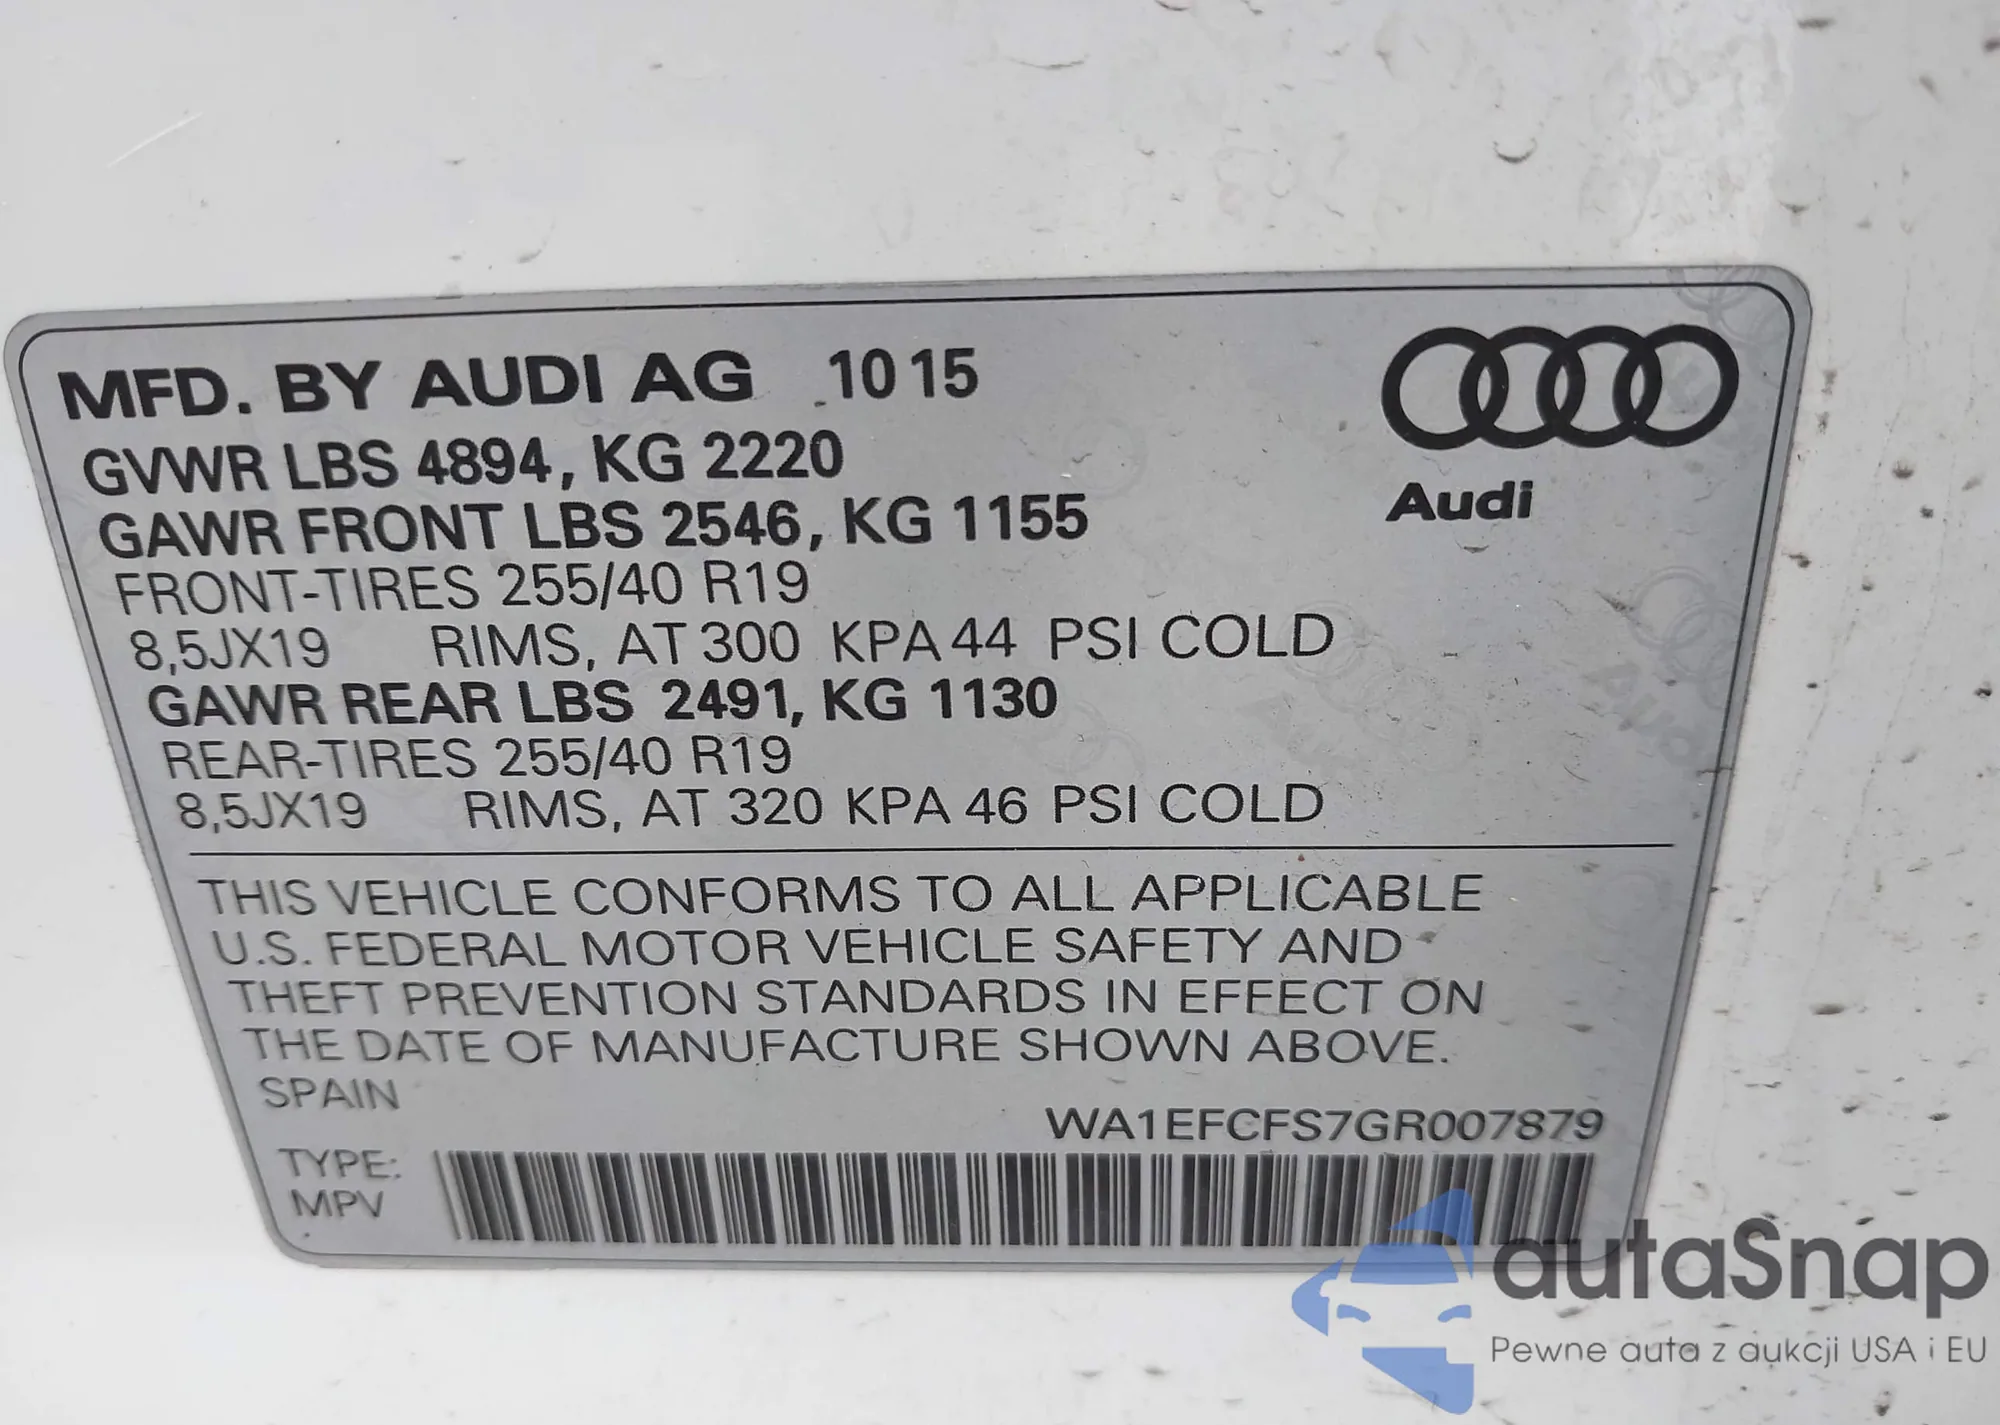 MFD. BY AUDI AG 10 15
GVWR LBS 4894, KG 2220
GAWR FRONT LBS 2546, KG 1155
Audi
FRONT-TIRES 255/40 R19
8,5JX19 RIMS, AT 300 KPA 44 PSI COLD
GAWR REAR LBS 2491, KG 1130
REAR-TIRES 255/40 R19
8,5JX19 RIMS, AT 320 KPA 46 PSI COLD
THIS VEHICLE CONFORMS TO ALL APPLICABLE
U.S. FEDERAL MOTOR VEHICLE SAFETY AND
THEFT PREVENTION STANDARDS IN EFFECT ON
THE DATE OF MANUFACTURE SHOWN ABOVE.
SPAIN
WA1EFCFS7GR007879
TYPE:
MPV
autaSnap
Pewne auta z aukcji USA i EU